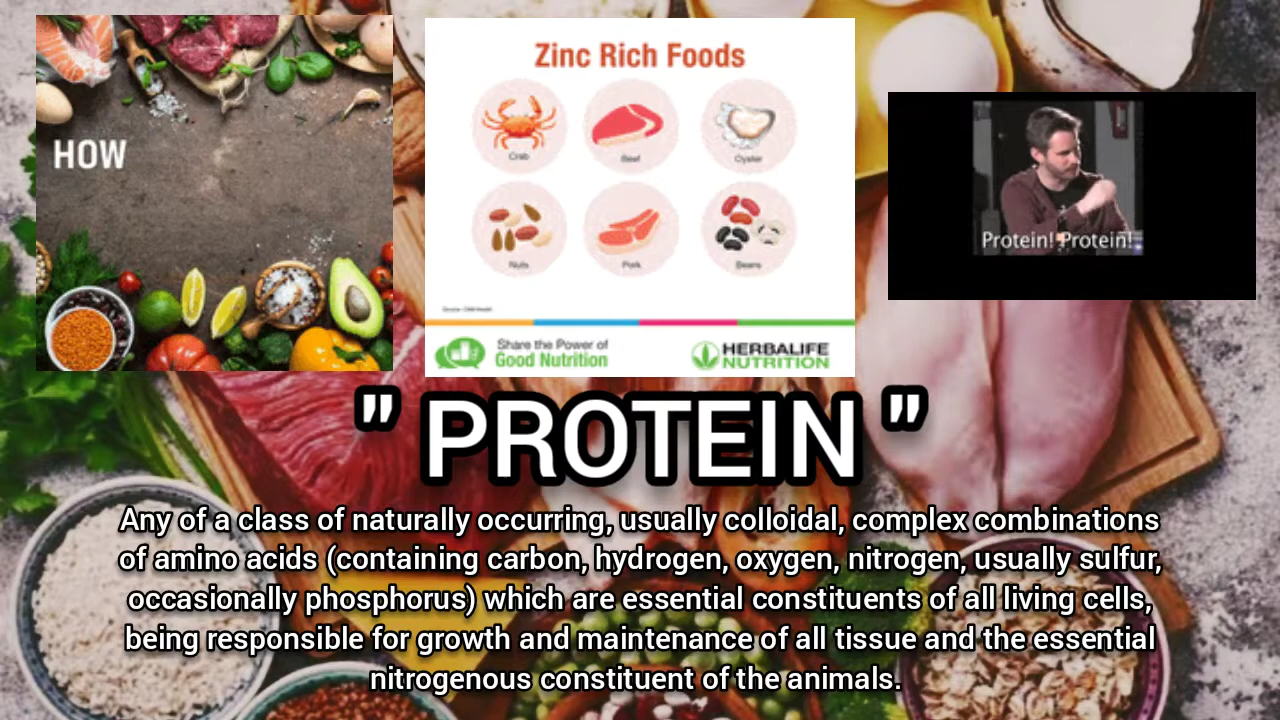 HOW
Zinc Rich Foods
Crab
Beef
Oyster
Nuts
Pork
Beans
Share the Power of
Good Nutrition
HERBALIFE
NUTRITION
Protein! Protein!
" PROTEIN "
Any of a class of naturally occurring, usually colloidal, complex combinations
of amino acids (containing carbon, hydrogen, oxygen, nitrogen, usually sulfur,
occasionally phosphorus) which are essential constituents of all living cells,
being responsible for growth and maintenance of all tissue and the essential
nitrogenous constituent of the animals.